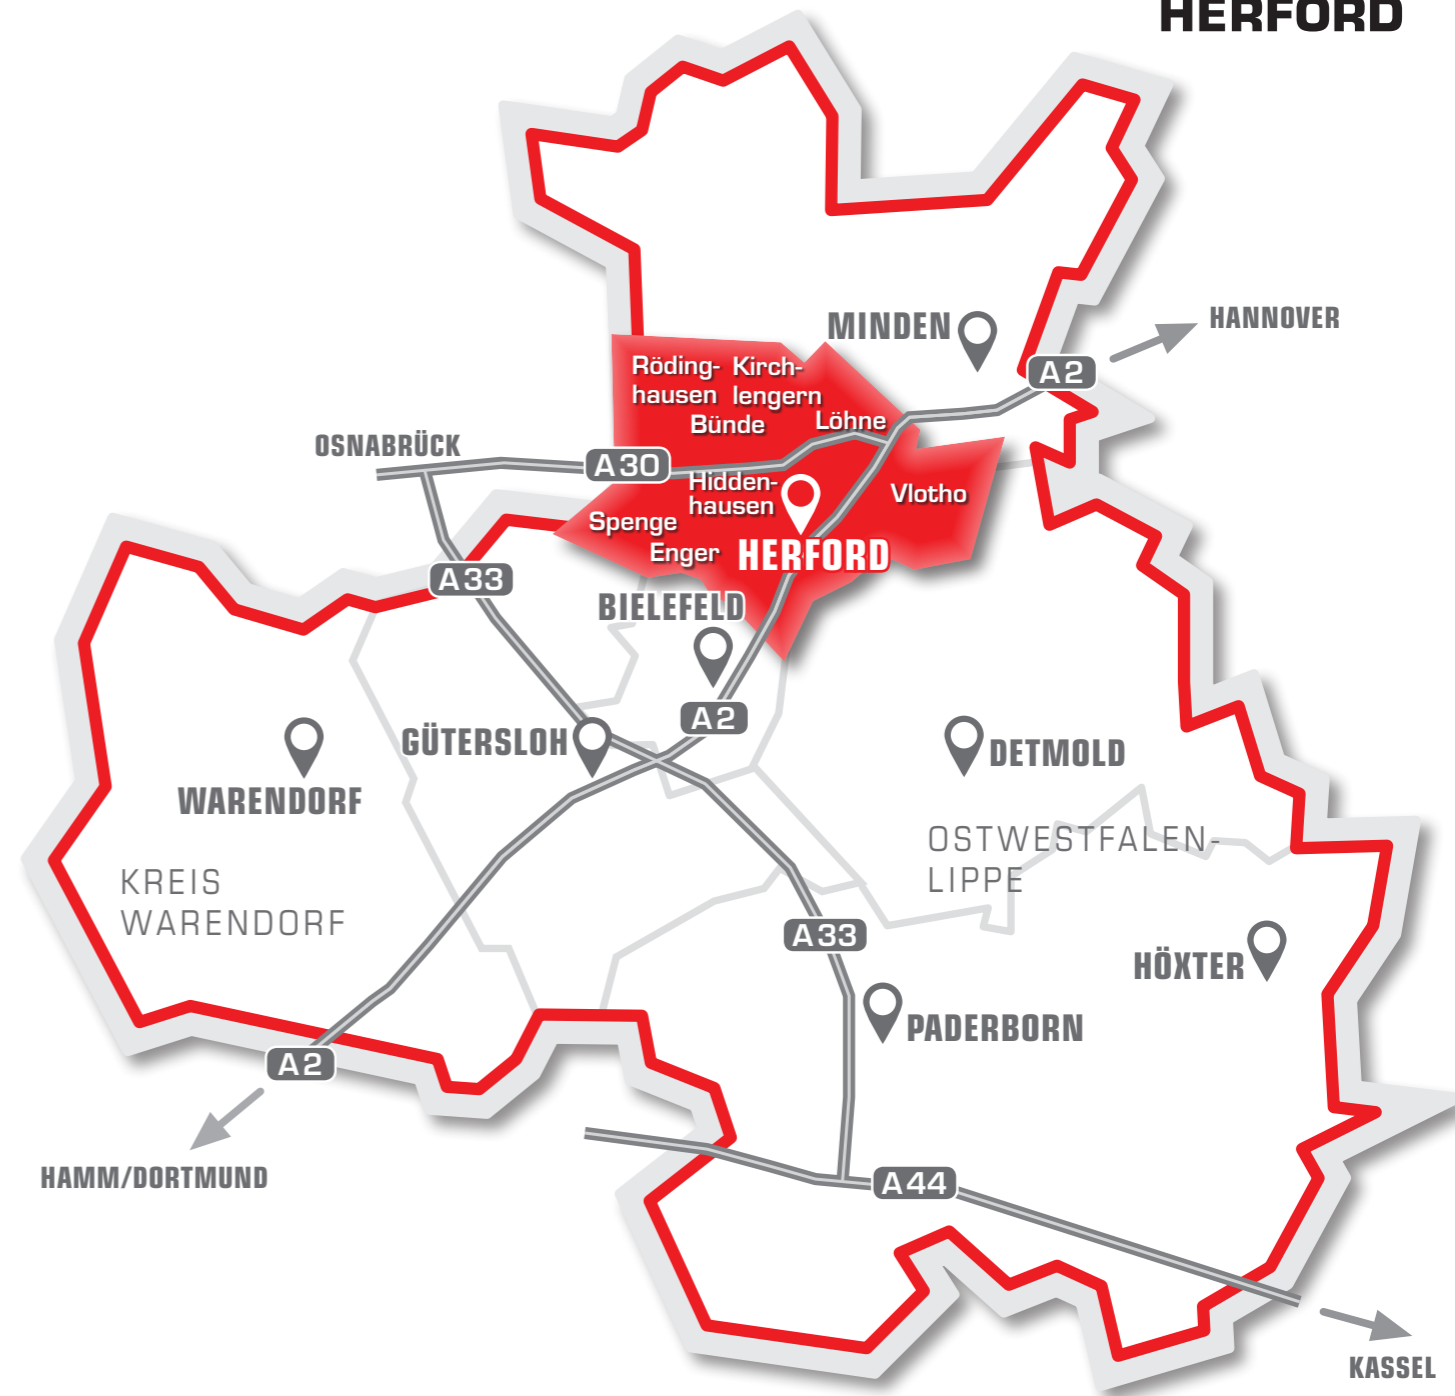 HERFORD
MINDEN
HANNOVER
A2
Röding-
hausen
Kirch-
lengern
Bünde
Löhne
OSNABRÜCK
A30
Hidden-
hausen
Vlotho
Spenge
Enger
HERFORD
A33
BIELEFELD
A2
GÜTERSLOH
DETMOLD
WARENDORF
OSTWESTFALEN-
LIPPE
KREIS
WARENDORF
A33
HÖXTER
PADERBORN
A2
HAMM/DORTMUND
A44
KASSEL